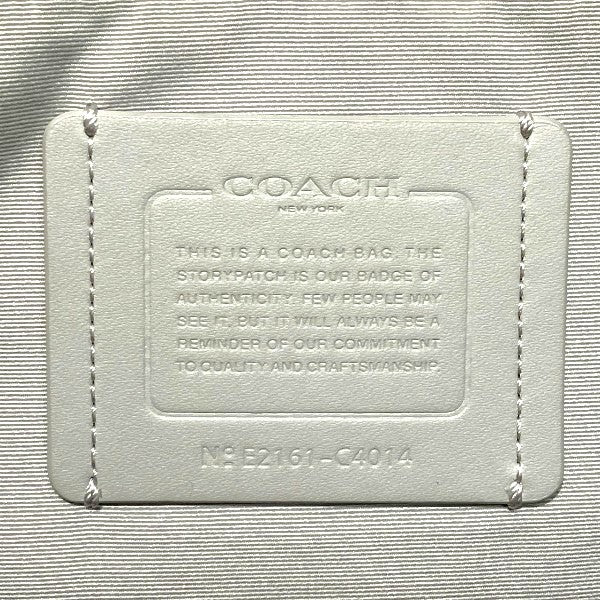 COACH
NEW YORK
THIS IS A COACH BAG. THE
STORYPATCH IS OUR BADGE OF
AUTHENTICITY. FEW PEOPLE MAY
SEE IT, BUT IT WILL ALWAYS BE A
REMINDER OF OUR COMMITMENT
TO QUALITY AND CRAFTSMANSHIP.
Nº E2161-C4014